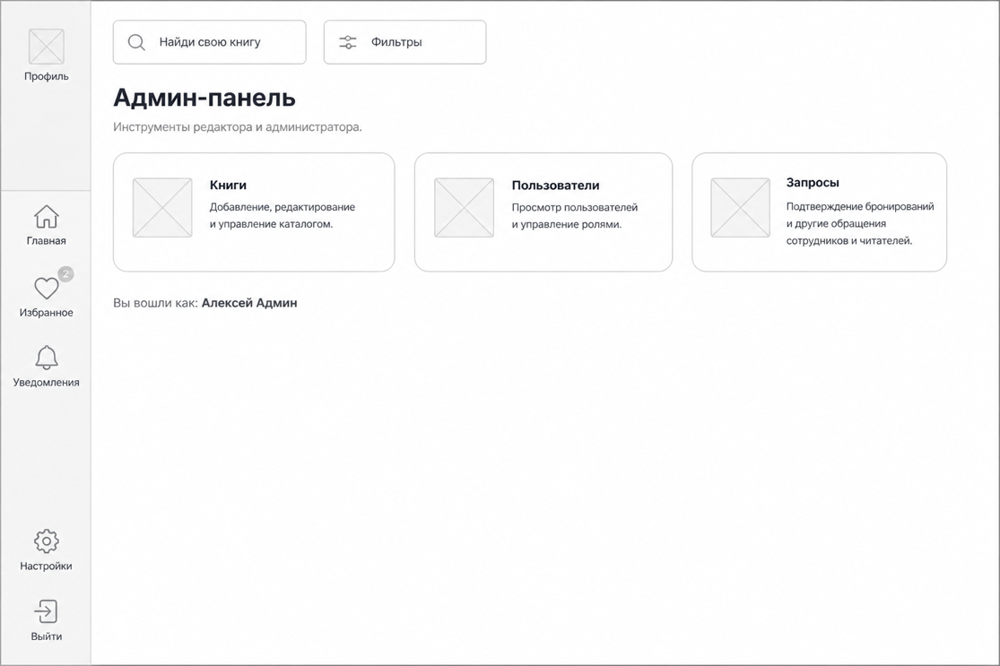 Профиль
Главная
2
Избранное
Уведомления
Настройки
Выйти
Найди свою книгу
Фильтры
Админ-панель
Инструменты редактора и администратора.
Книги
Добавление, редактирование
и управление каталогом.
Пользователи
Просмотр пользователей
и управление ролями.
Запросы
Подтверждение бронирований
и другие обращения
сотрудников и читателей.
Вы вошли как: Алексей Админ